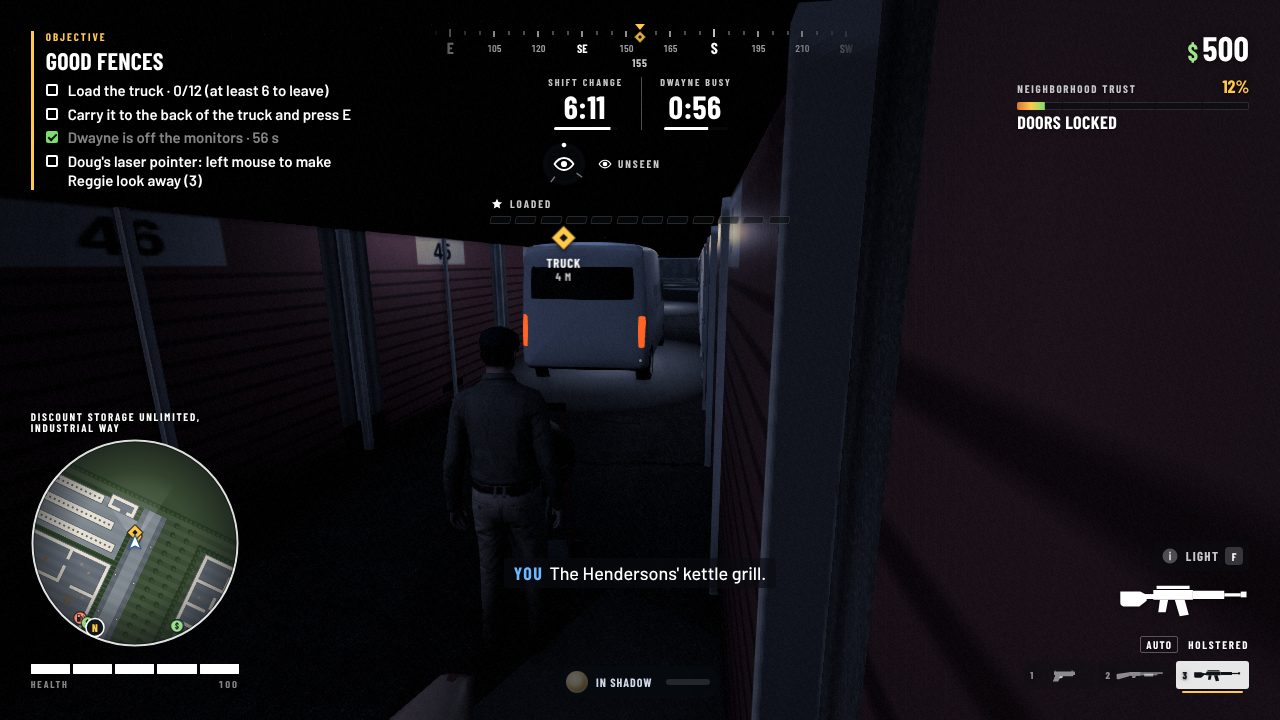 OBJECTIVE
GOOD FENCES
Load the truck · 0/12 (at least 6 to leave)
Carry it to the back of the truck and press E
Dwayne is off the monitors · 56 s
Doug's laser pointer: left mouse to make
Reggie look away (3)
E 105 120 SE 150 165 S 195 210 SW
155
SHIFT CHANGE DWAYNE BUSY
6:11 0:56
UNSEEN
LOADED
$ 500
NEIGHBORHOOD TRUST 12%
DOORS LOCKED
46
45
TRUCK
4 M
DISCOUNT STORAGE UNLIMITED,
INDUSTRIAL WAY
N
$
YOU The Hendersons' kettle grill.
LIGHT F
AUTO HOLSTERED
1 2 3
IN SHADOW
HEALTH 100